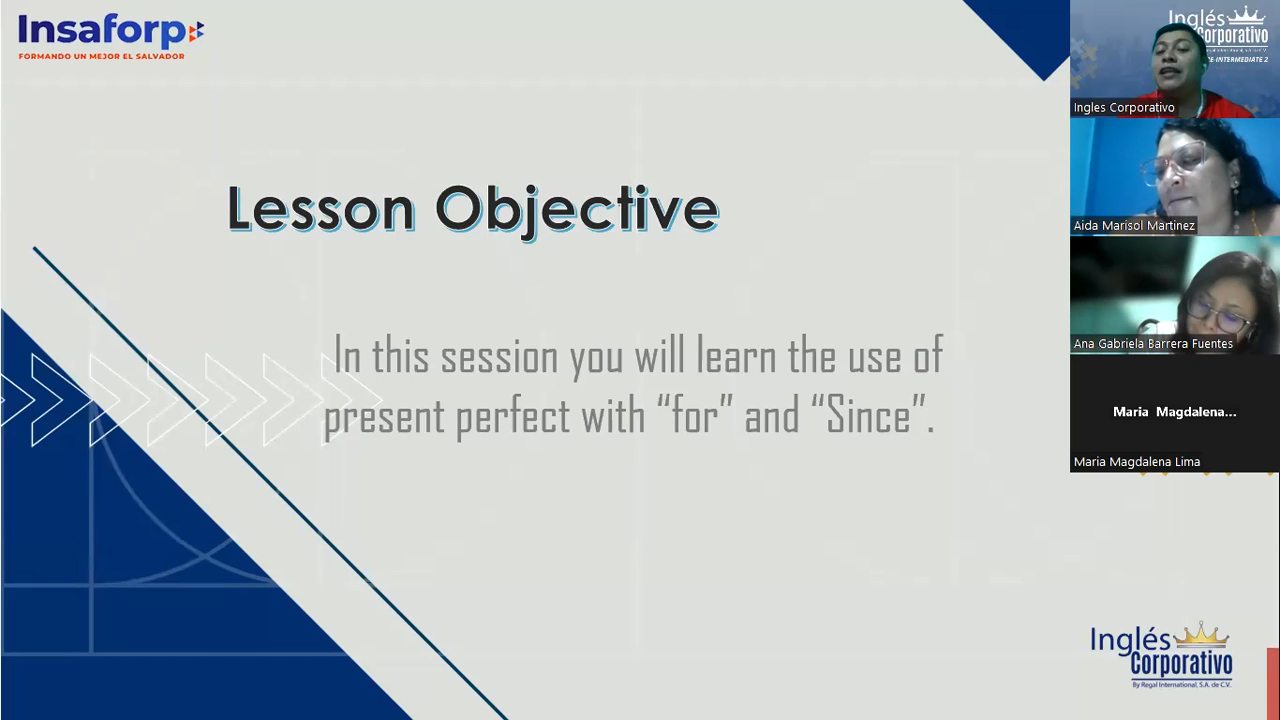 Insaforp
FORMANDO UN MEJOR EL SALVADOR
Lesson Objective
In this session you will learn the use of
present perfect with “for” and “Since”.
Inglés
Corporativo
Ingles Corporativo
Aida Marisol Martinez
Ana Gabriela Barrera Fuentes
Maria Magdalena...
Maria Magdalena Lima
Inglés
Corporativo
By Regal International, S.A. de C.V.